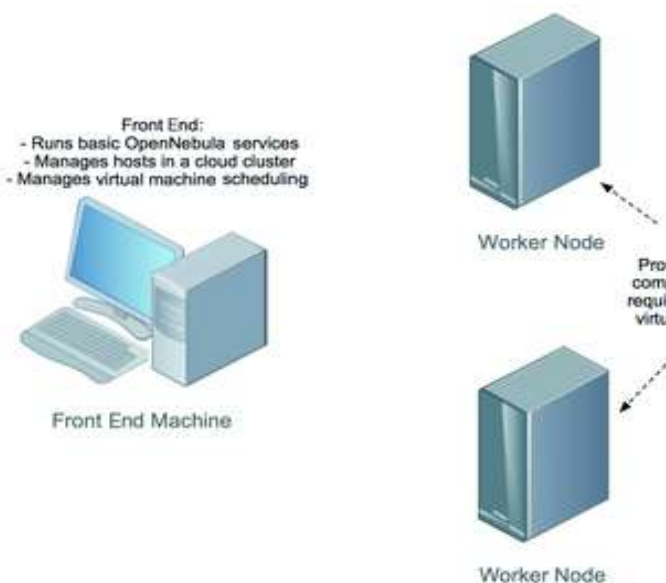 Front End:
- Runs basic OpenNebula services
- Manages hosts in a cloud cluster
- Manages virtual machine scheduling
Front End Machine
Worker Node
Worker Node